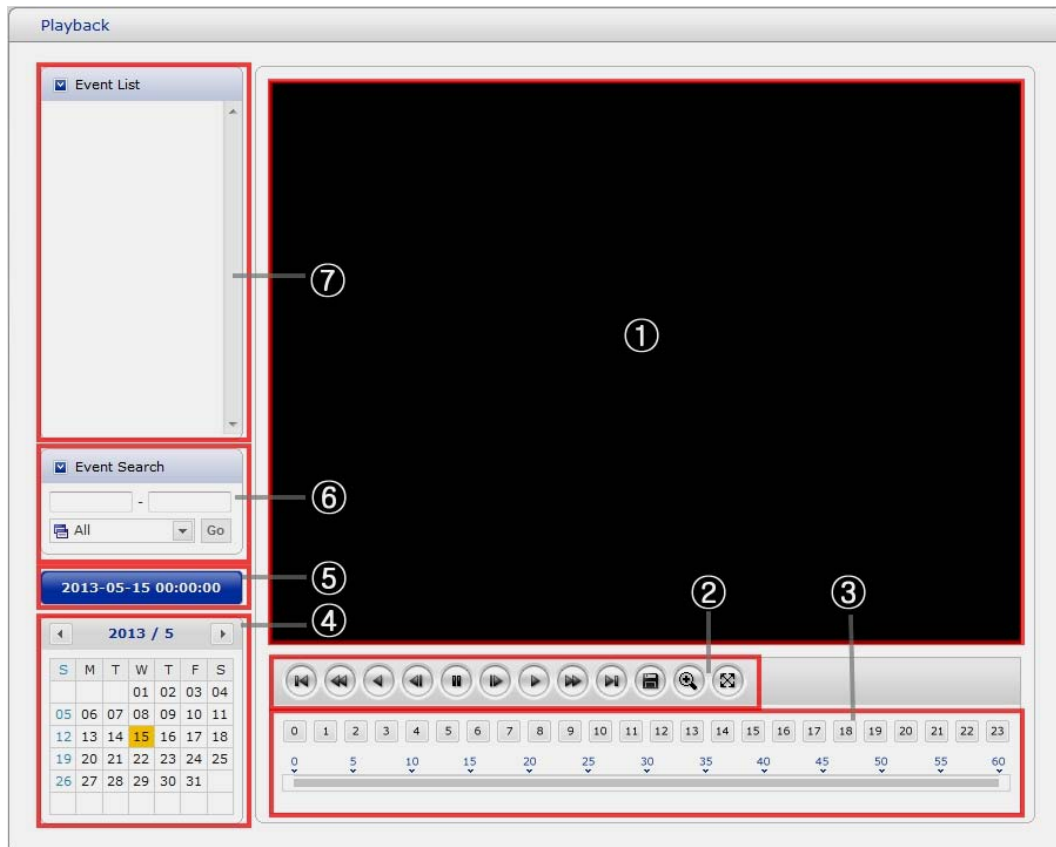 Playback
Event List
⑦
①
Event Search
-
⑥
All
Go
2013-05-15 00:00:00
⑤
④
②
③
2013 / 5
S M T W T F S
01 02 03 04
05 06 07 08 09 10 11
12 13 14 15 16 17 18
19 20 21 22 23 24 25
26 27 28 29 30 31
0 1 2 3 4 5 6 7 8 9 10 11 12 13 14 15 16 17 18 19 20 21 22 23
0 5 10 15 20 25 30 35 40 45 50 55 60